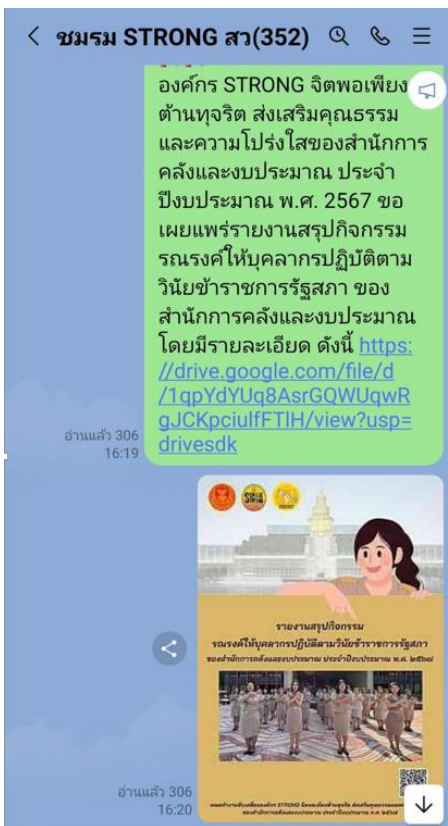 ชมรม STRONG สว(352)
องค์กร STRONG จิตพอเพียง
ต้านทุจริต ส่งเสริมคุณธรรม
และความโปร่งใสของสำนักการ
คลังและงบประมาณ ประจำ
ปีงบประมาณ พ.ศ. 2567 ขอ
เผยแพร่รายงานสรุปกิจกรรม
รณรงค์ให้บุคลากรปฏิบัติตาม
วินัยข้าราชการรัฐสภา ของ
สำนักการคลังและงบประมาณ
โดยมีรายละเอียด ดังนี้ https:
//drive.google.com/file/d
/1qpYdYUq8AsrGQWUqwR
gJCKpciulfFTlH/view?usp=
drivesdk
อ่านแล้ว 306
16:19
รายงานสรุปกิจกรรม
รณรงค์ให้บุคลากรปฏิบัติตามวินัยข้าราชการรัฐสภา
ของสำนักการคลังและงบประมาณ ประจำปีงบประมาณ พ.ศ. ๒๕๖๗
อ่านแล้ว 306
16:20